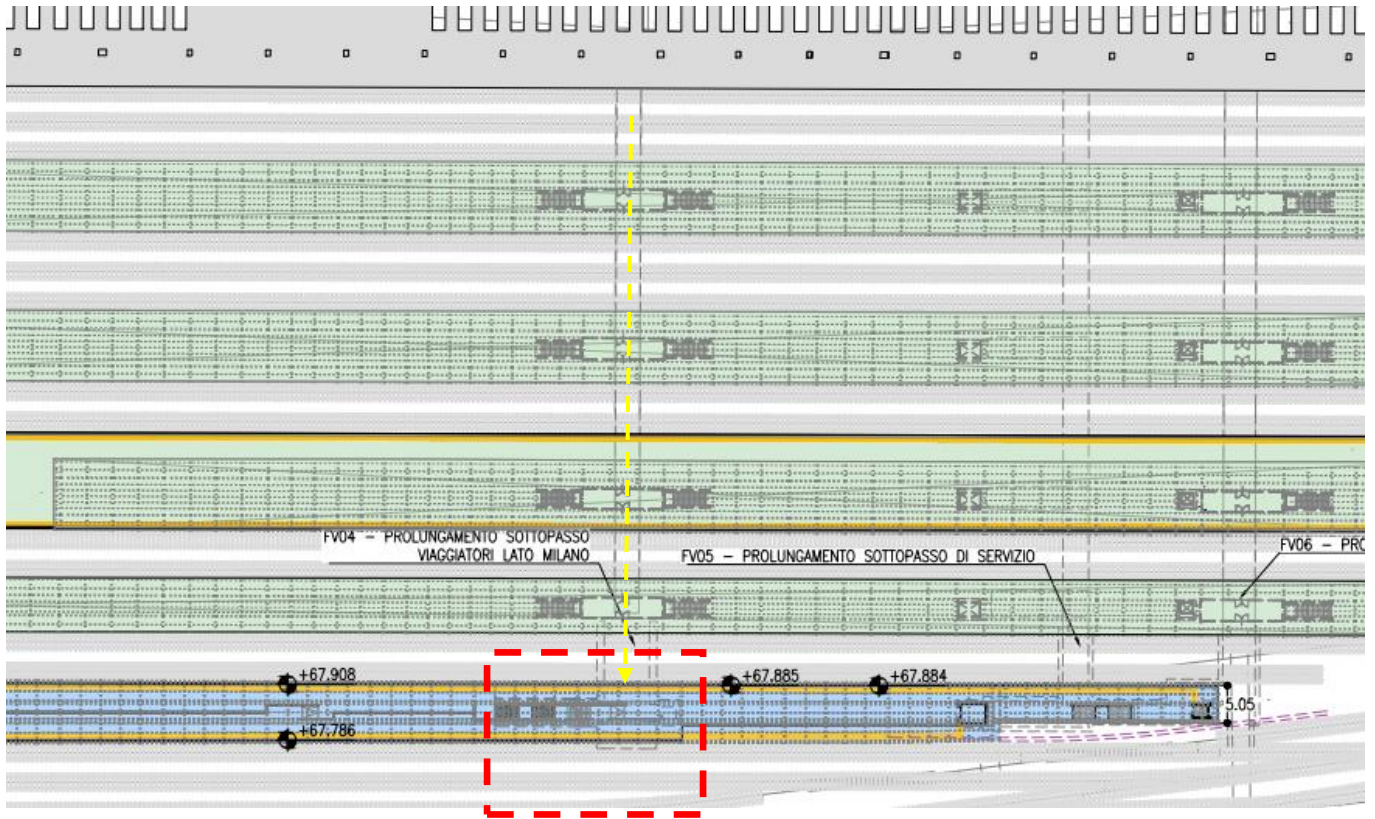 FV04 – PROLUNGAMENTO SOTTOPASSO
VIAGGIATORI LATO MILANO
FV05 – PROLUNGAMENTO SOTTOPASSO DI SERVIZIO
FV06 – PRO
+67.908
+67.885
+67.884
5.05
+67.786